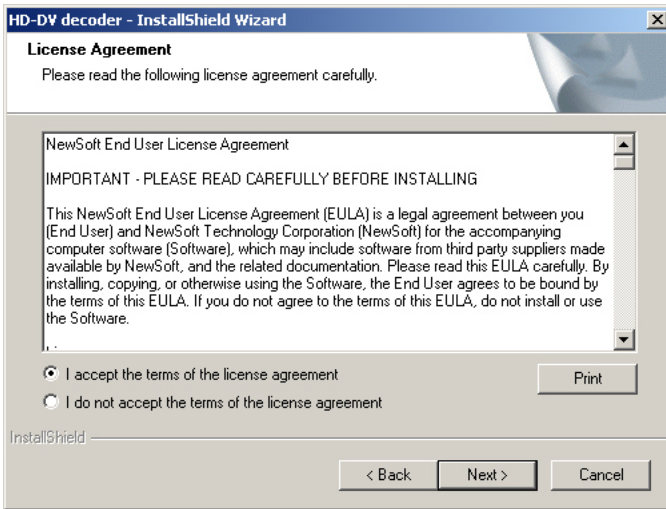 HD-DV decoder - InstallShield Wizard
License Agreement
Please read the following license agreement carefully.
NewSoft End User License Agreement
IMPORTANT - PLEASE READ CAREFULLY BEFORE INSTALLING
This NewSoft End User License Agreement (EULA) is a legal agreement between you
(End User) and NewSoft Technology Corporation (NewSoft) for the accompanying
computer software (Software), which may include software from third party suppliers made
available by NewSoft, and the related documentation. Please read this EULA carefully. By
installing, copying, or otherwise using the Software, the End User agrees to be bound by
the terms of this EULA. If you do not agree to the terms of this EULA, do not install or use
the Software.
I accept the terms of the license agreement
Print
I do not accept the terms of the license agreement
InstallShield
< Back
Next >
Cancel